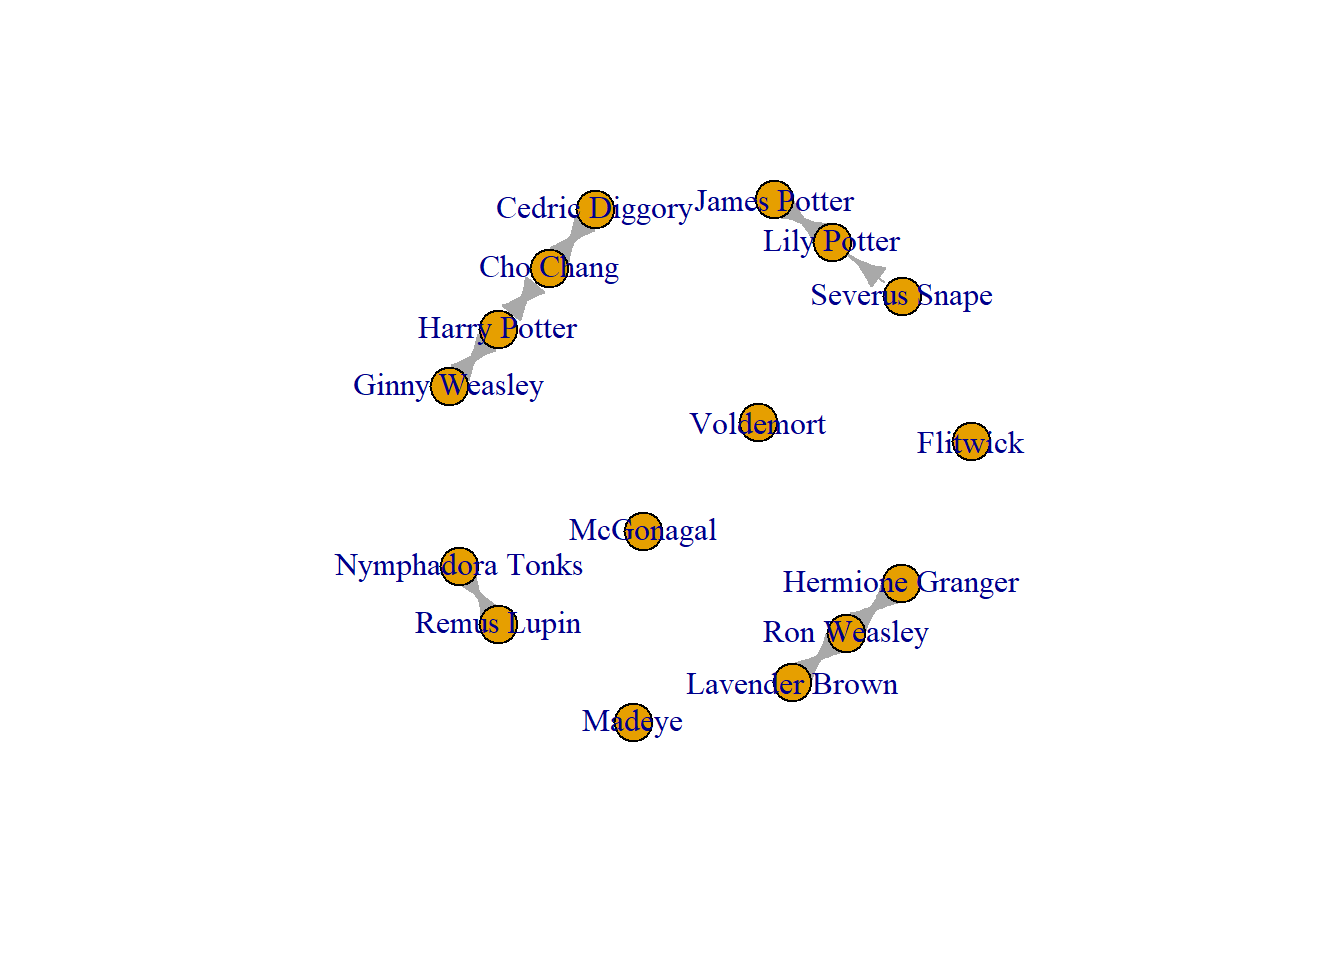 Cedric Diggory
James Potter
Lily Potter
Cho Chang
Severus Snape
Harry Potter
Ginny Weasley
Voldemort
Flitwick
McGonagal
Nymphadora Tonks
Hermione Granger
Remus Lupin
Ron Weasley
Lavender Brown
Madeye